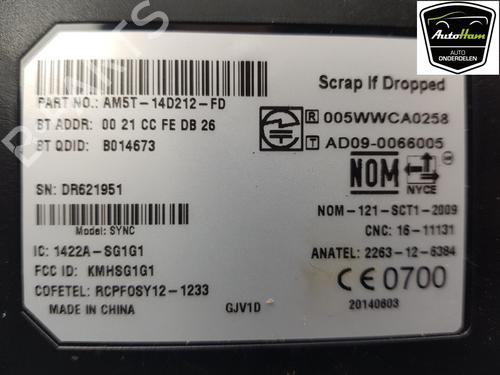 AutoHam
AUTO
ONDERDELEN
Scrap If Dropped
PART NO.: AM5T-14D212-FD
BT ADDR: 00 21 CC FE DB 26
BT QDID: B014673
R 005WWCA0258
T AD09-0066005
NOM
NYCE
SN: DR621951
Model: SYNC
NOM-121-SCT1-2009
CNC: 16-11131
IC: 1422A-SG1G1
ANATEL: 2263-12-6384
FCC ID: KMHSG1G1
CE 0700
COFETEL: RCPFOSY12-1233
20140603
MADE IN CHINA
GJV1D